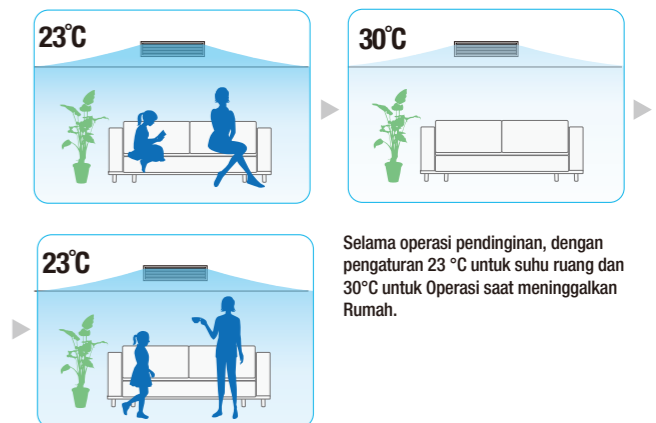 23°C
30°C
23°C
Selama operasi pendinginan, dengan
pengaturan 23 °C untuk suhu ruang dan
30°C untuk Operasi saat meninggalkan
Rumah.